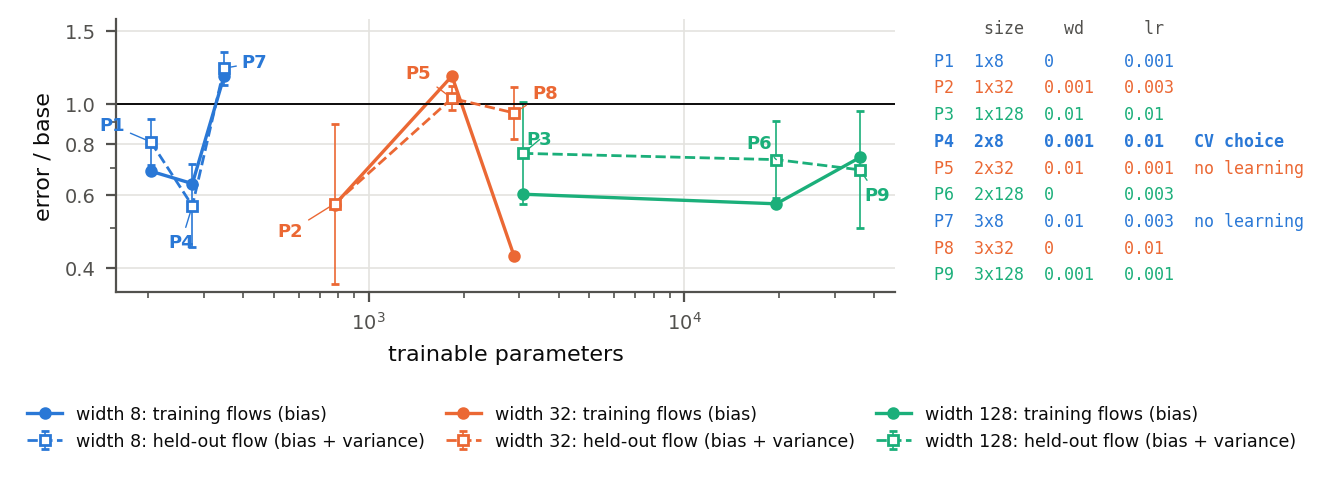 error / base
1.5
1.0
0.8
0.6
0.4
P1
P4
P7
P2
P5
P8
P3
P6
P9
10³
10⁴
trainable parameters
size wd lr
P1 1x8 0 0.001
P2 1x32 0.001 0.003
P3 1x128 0.01 0.01
P4 2x8 0.001 0.01 CV choice
P5 2x32 0.01 0.001 no learning
P6 2x128 0 0.003
P7 3x8 0.01 0.003 no learning
P8 3x32 0 0.01
P9 3x128 0.001 0.001
width 8: training flows (bias)
width 8: held-out flow (bias + variance)
width 32: training flows (bias)
width 32: held-out flow (bias + variance)
width 128: training flows (bias)
width 128: held-out flow (bias + variance)